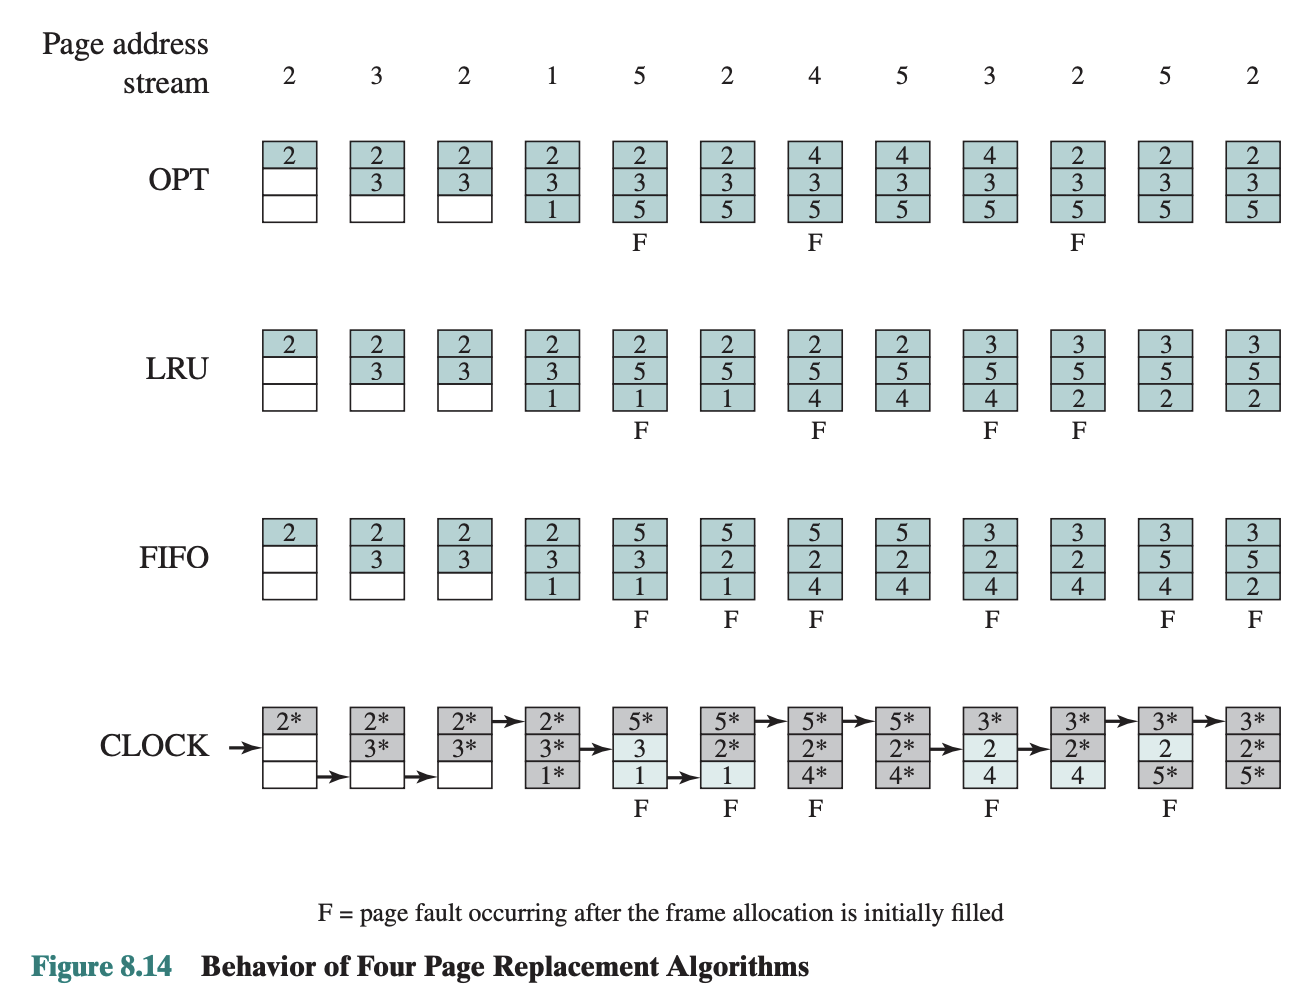 Page address
stream 2 3 2 1 5 2 4 5 3 2 5 2
2 2 2 2 2 2 4 4 4 2 2 2
OPT 3 3 3 3 3 3 3 3 3 3 3
1 5 5 5 5 5 5 5 5
F F F
2 2 2 2 2 2 2 2 3 3 3 3
LRU 3 3 3 5 5 5 5 5 5 5 5
1 1 1 4 4 4 2 2 2
F F F F
2 2 2 2 5 5 5 5 3 3 3 3
FIFO 3 3 3 3 2 2 2 2 2 5 5
1 1 1 4 4 4 4 4 2
F F F F F F
2* 2* 2* 2* 5* 5* 5* 5* 3* 3* 3* 3*
CLOCK 3* 3* 3* 3 2* 2* 2* 2 2* 2 2*
1* 1 1 4* 4* 4 4 5* 5*
F F F F F
F = page fault occurring after the frame allocation is initially filled
Figure 8.14 Behavior of Four Page Replacement Algorithms